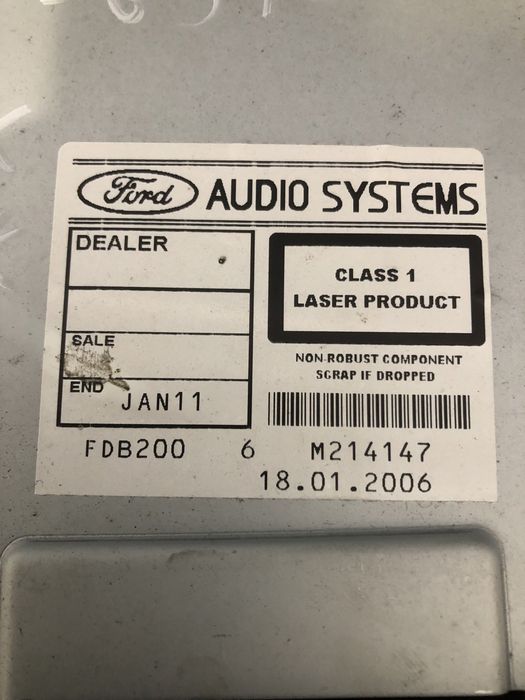 Ford AUDIO SYSTEMS
DEALER
CLASS 1
LASER PRODUCT
SALE
NON-ROBUST COMPONENT
SCRAP IF DROPPED
END JAN11
FDB200 6 M214147
18.01.2006